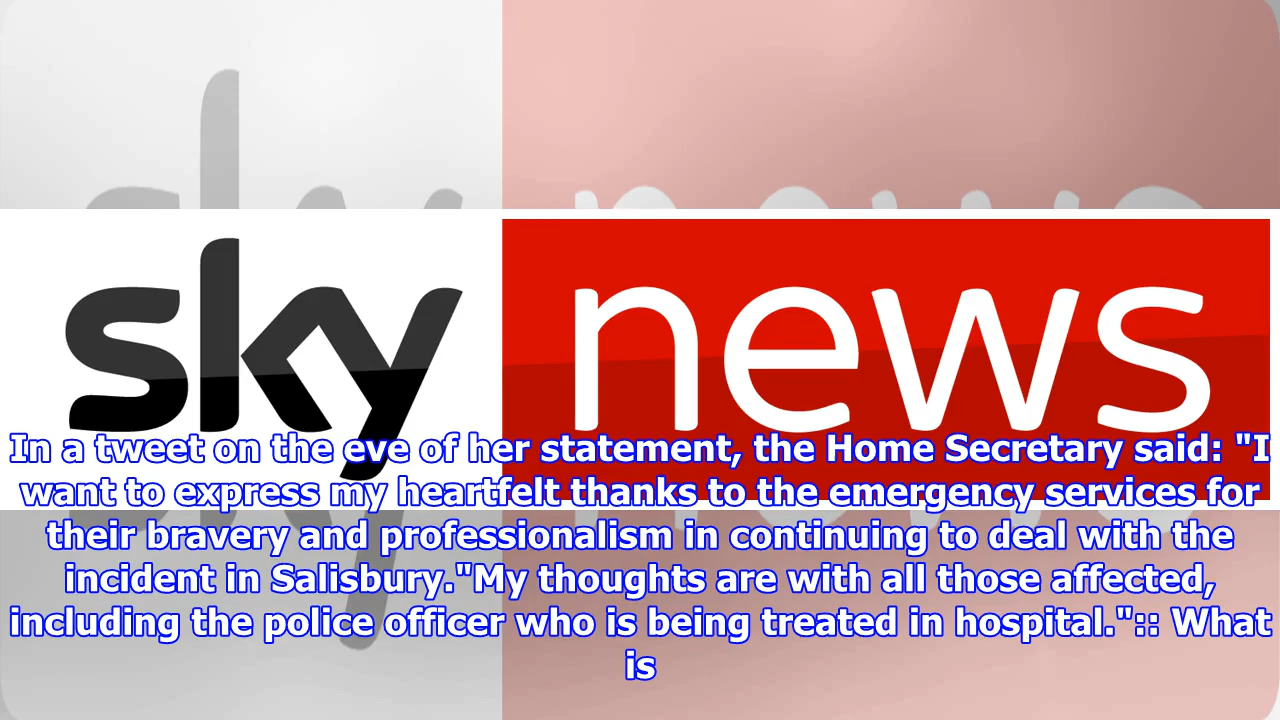 sky news
In a tweet on the eve of her statement, the Home Secretary said: "I
want to express my heartfelt thanks to the emergency services for
their bravery and professionalism in continuing to deal with the
incident in Salisbury."My thoughts are with all those affected,
including the police officer who is being treated in hospital.":: What
is